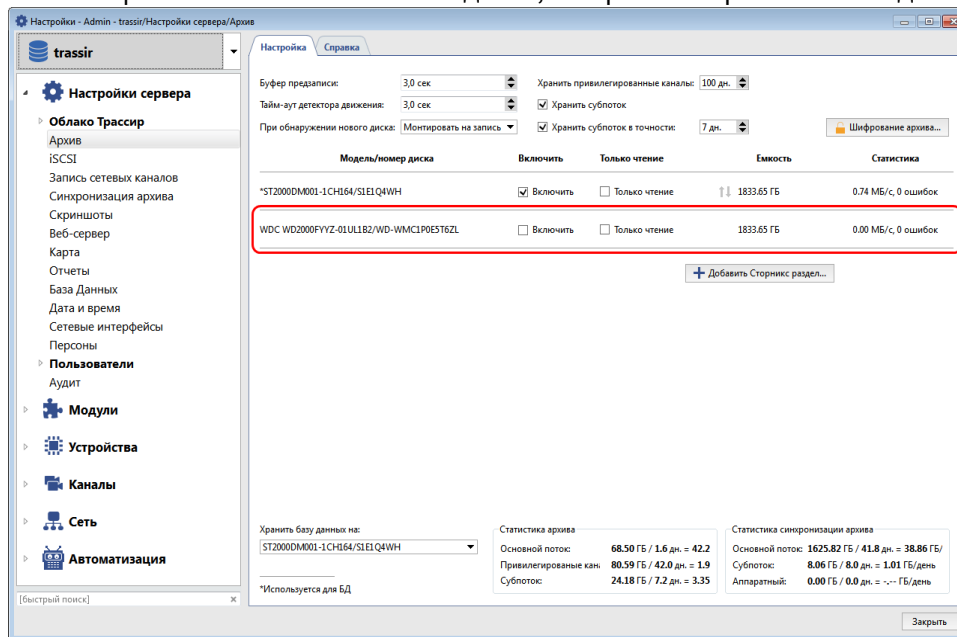 Настройки - Admin - trassir/Настройки сервера/Архив
trassir
Настройка Справка
Настройки сервера
Облако Трассир
Архив
iSCSI
Запись сетевых каналов
Синхронизация архива
Скриншоты
Веб-сервер
Карта
Отчеты
База Данных
Дата и время
Сетевые интерфейсы
Персоны
Пользователи
Аудит
Модули
Устройства
Каналы
Сеть
Автоматизация
[быстрый поиск]
Буфер предзаписи: 3,0 сек Хранить привилегированные каналы: 100 дн.
Тайм-аут детектора движения: 3,0 сек Хранить субпоток
При обнаружении нового диска: Монтировать на запись Хранить субпоток в точности: 7 дн. Шифрование архива...
Модель/номер диска Включить Только чтение Емкость Статистика
*ST2000DM001-1CH164/S1E1Q4WH Включить Только чтение 1833.65 ГБ 0.74 МБ/с, 0 ошибок
WDC WD2000FYYZ-01UL1B2/WD-WMC1P0E5T6ZL Включить Только чтение 1833.65 ГБ 0.00 МБ/с, 0 ошибок
Добавить Сторникс раздел...
Хранить базу данных на:
ST2000DM001-1CH164/S1E1Q4WH
*Используется для БД
Статистика архива
Основной поток: 68.50 ГБ / 1.6 дн. = 42.2
Привилегированые кан 80.59 ГБ / 42.0 дн. = 1.9
Субпоток: 24.18 ГБ / 7.2 дн. = 3.35
Статистика синхронизации архива
Основной поток: 1625.82 ГБ / 41.8 дн. = 38.86 ГБ/
Субпоток: 8.06 ГБ / 8.0 дн. = 1.01 ГБ/день
Аппаратный: 0.00 ГБ / 0.0 дн. = -.-- ГБ/день
Закрыть